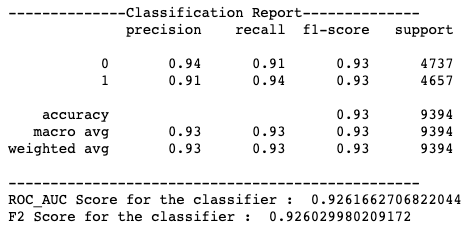 --------------Classification Report--------------
precision recall f1-score support
0 0.94 0.91 0.93 4737
1 0.91 0.94 0.93 4657
accuracy 0.93 9394
macro avg 0.93 0.93 0.93 9394
weighted avg 0.93 0.93 0.93 9394
-------------------------------------------------
ROC_AUC Score for the classifier : 0.9261662706822044
F2 Score for the classifier : 0.926029980209172